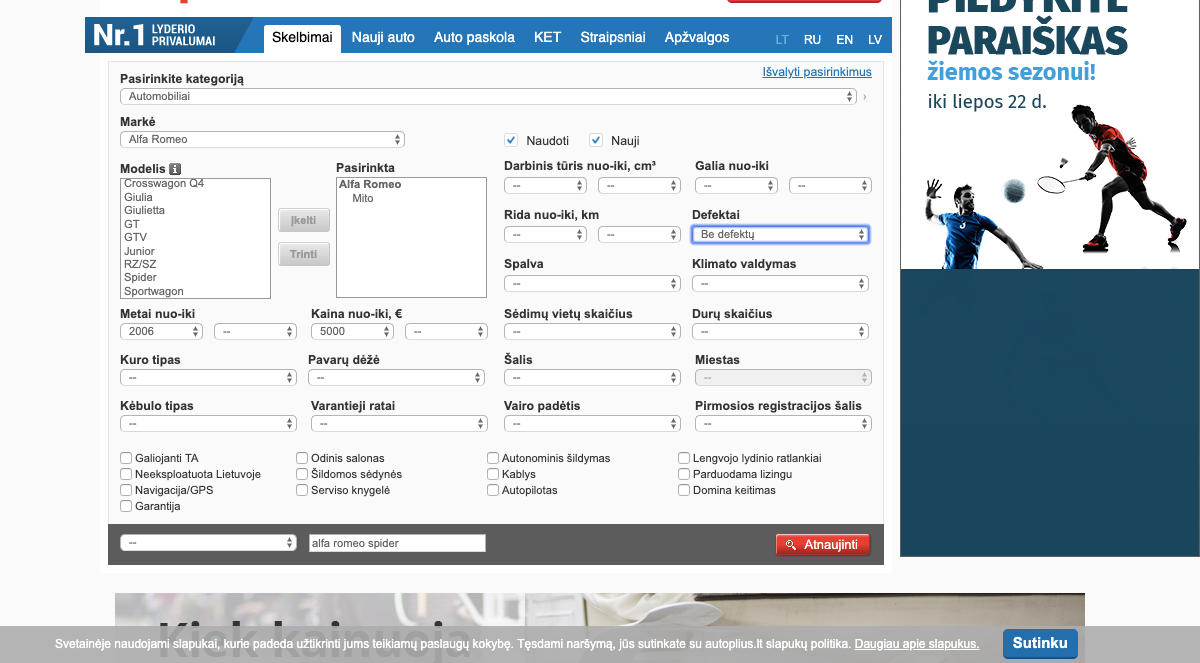 PILDYKITE
PARAIŠKAS
žiemos sezonui!
iki liepos 22 d.
Nr.1 LYDERIO
PRIVALUMAI
Skelbimai Nauji auto Auto paskola KET Straipsniai Apžvalgos LT RU EN LV
Išvalyti pasirinkimus
Pasirinkite kategoriją
Automobiliai
Markė
Alfa Romeo
Naudoti Nauji
Modelis
Pasirinkta
Darbinis tūris nuo-iki, cm³ Galia nuo-iki
-- -- -- --
Crosswagon Q4
Giulia
Giulietta
GT
GTV
Junior
RZ/SZ
Spider
Sportwagon
Įkelti
Trinti
Alfa Romeo
Mito
Rida nuo-iki, km Defektai
-- -- Be defektų
Spalva Klimato valdymas
-- --
Metai nuo-iki Kaina nuo-iki, € Sėdimų vietų skaičius Durų skaičius
2006 -- 5000 -- -- --
Kuro tipas Pavarų dėžė Šalis Miestas
-- -- -- --
Kėbulo tipas Varantieji ratai Vairo padėtis Pirmosios registracijos šalis
-- -- -- --
Galiojanti TA Odinis salonas Autonominis šildymas Lengvojo lydinio ratlankiai
Neeksploatuota Lietuvoje Šildomos sėdynės Kablys Parduodama lizingu
Navigacija/GPS Serviso knygelė Autopilotas Domina keitimas
Garantija
-- alfa romeo spider Atnaujinti
Kiek kainuoja
Svetainėje naudojami slapukai, kurie padeda užtikrinti jums teikiamų paslaugų kokybę. Tęsdami naršymą, jūs sutinkate su autoplius.lt slapukų politika. Daugiau apie slapukus. Sutinku